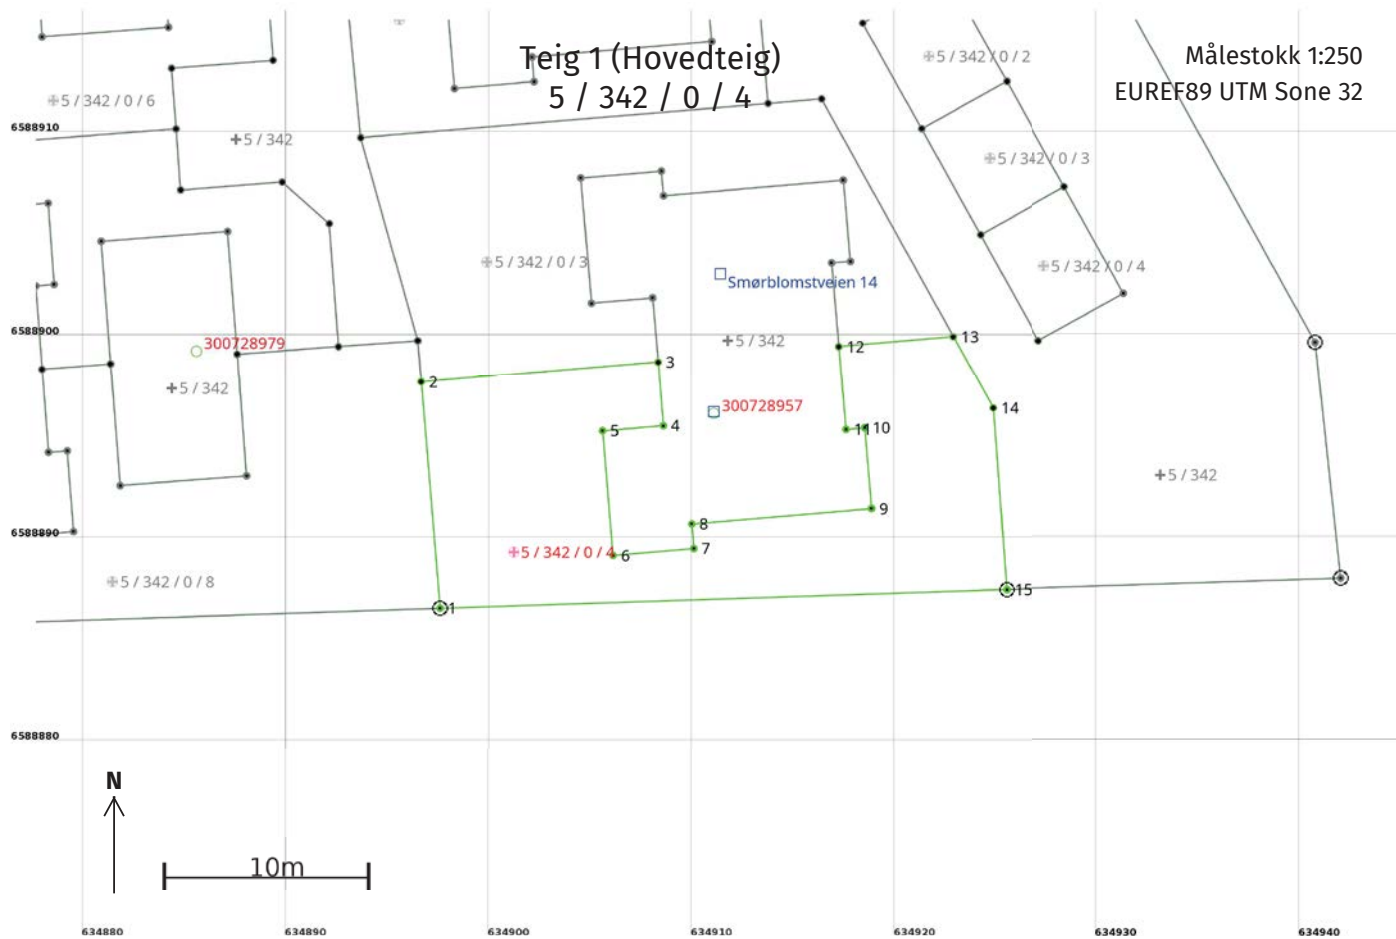 Teig 1 (Hovedteig)
5 / 342 / 0 / 4
Målestokk 1:250
EUREF89 UTM Sone 32
5 / 342 / 0 / 2
5 / 342 / 0 / 6
6588910
5 / 342
5 / 342 / 0 / 3
5 / 342 / 0 / 3
5 / 342 / 0 / 4
Smørblomstveien 14
6588900
300728979
5 / 342
12
13
3
2
5 / 342
300728957
14
5
4
11
10
5 / 342
9
8
6588890
7
5 / 342 / 0 / 4
6
5 / 342 / 0 / 8
15
1
6588880
N
10m
634880
634890
634900
634910
634920
634930
634940